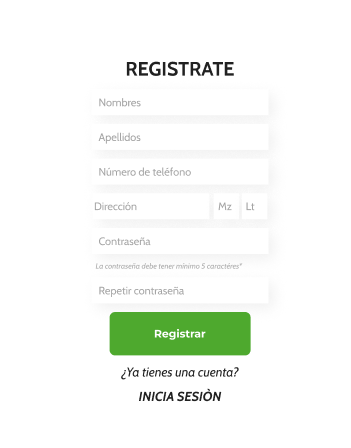 REGISTRATE
Nombres
Apellidos
Número de teléfono
Dirección Mz Lt
Contraseña
La contraseña debe tener mínimo 5 caractéres*
Repetir contraseña
Registrar
¿Ya tienes una cuenta?
INICIA SESIÒN